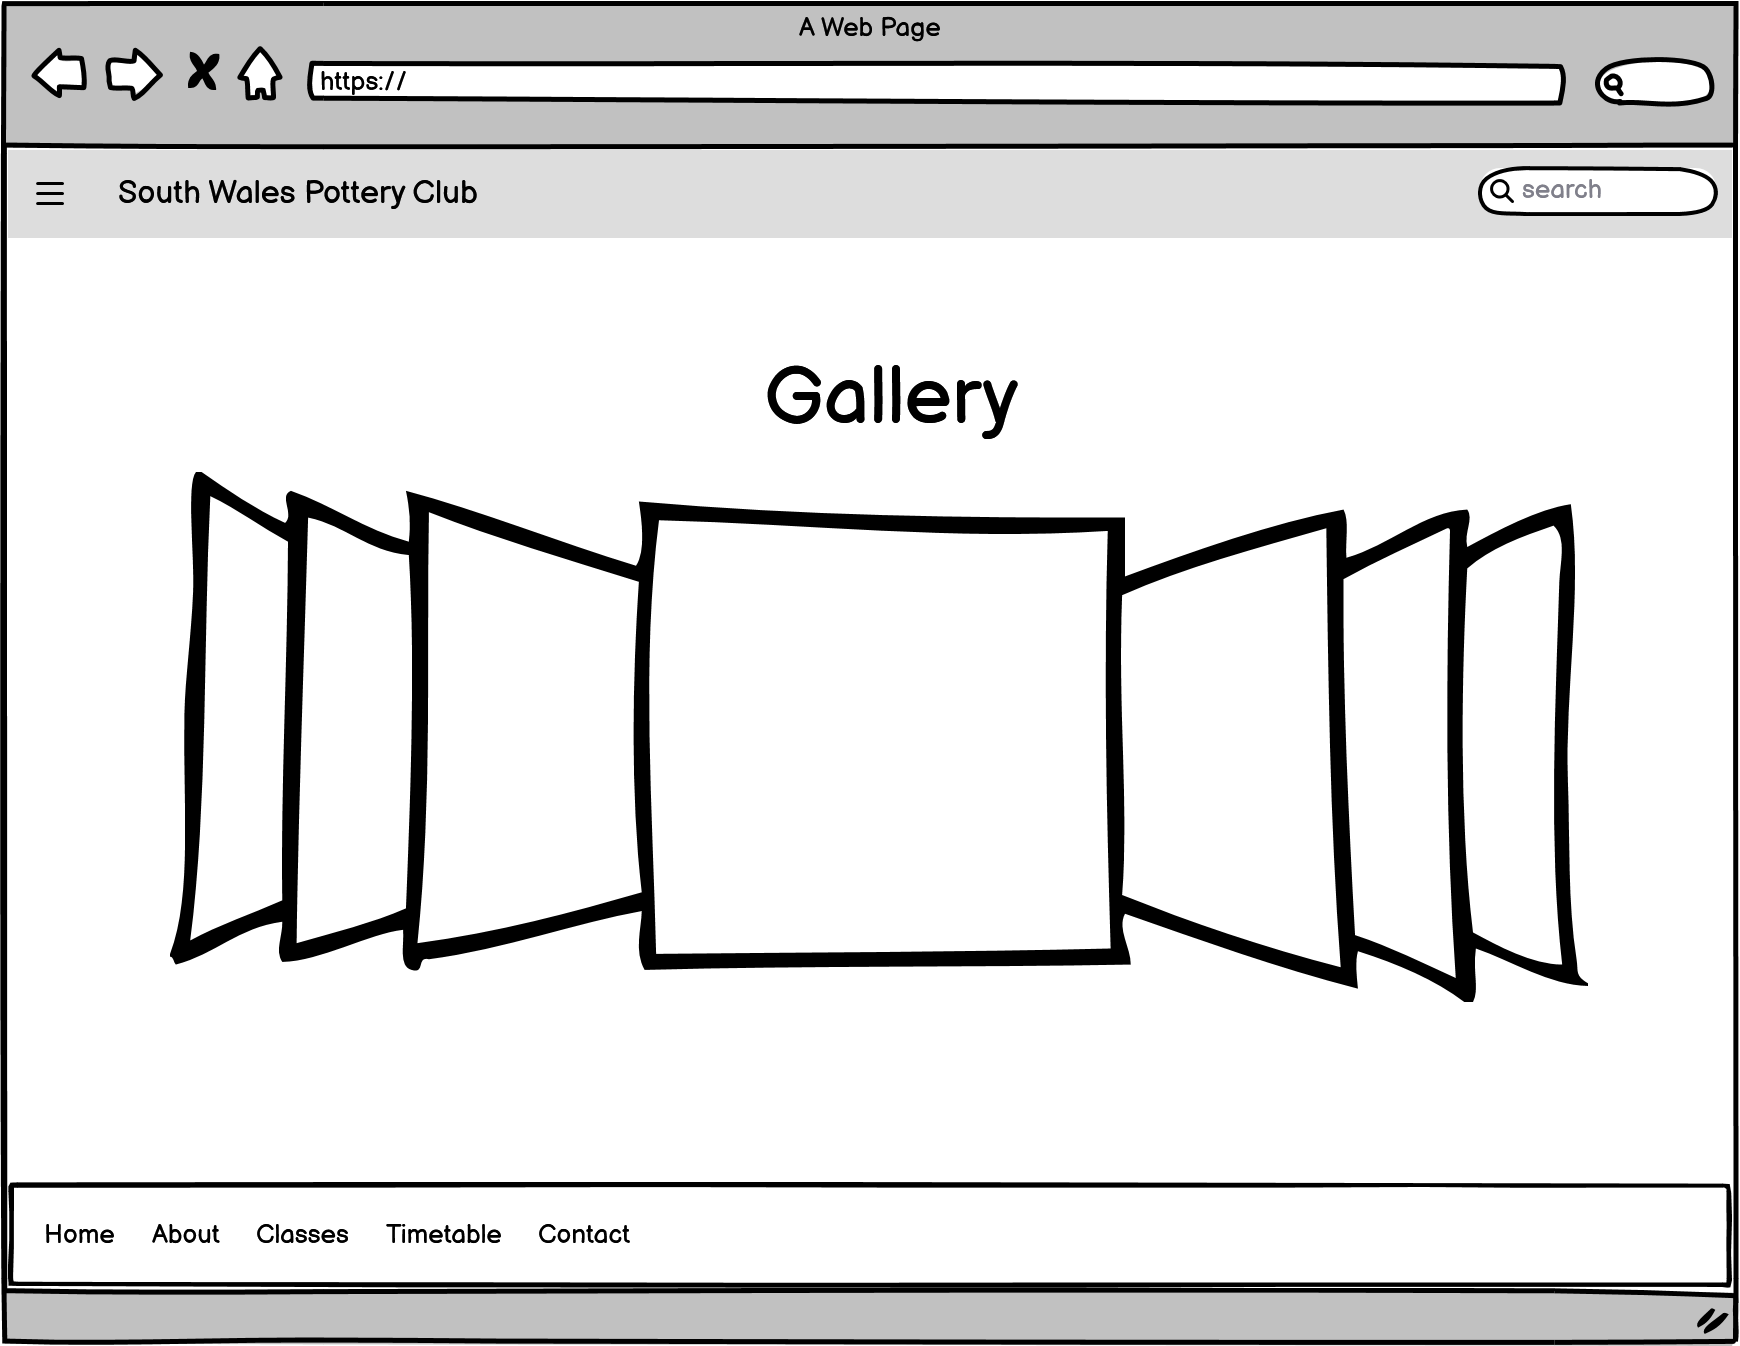 A Web Page
https://
South Wales Pottery Club
search
Gallery
Home About Classes Timetable Contact